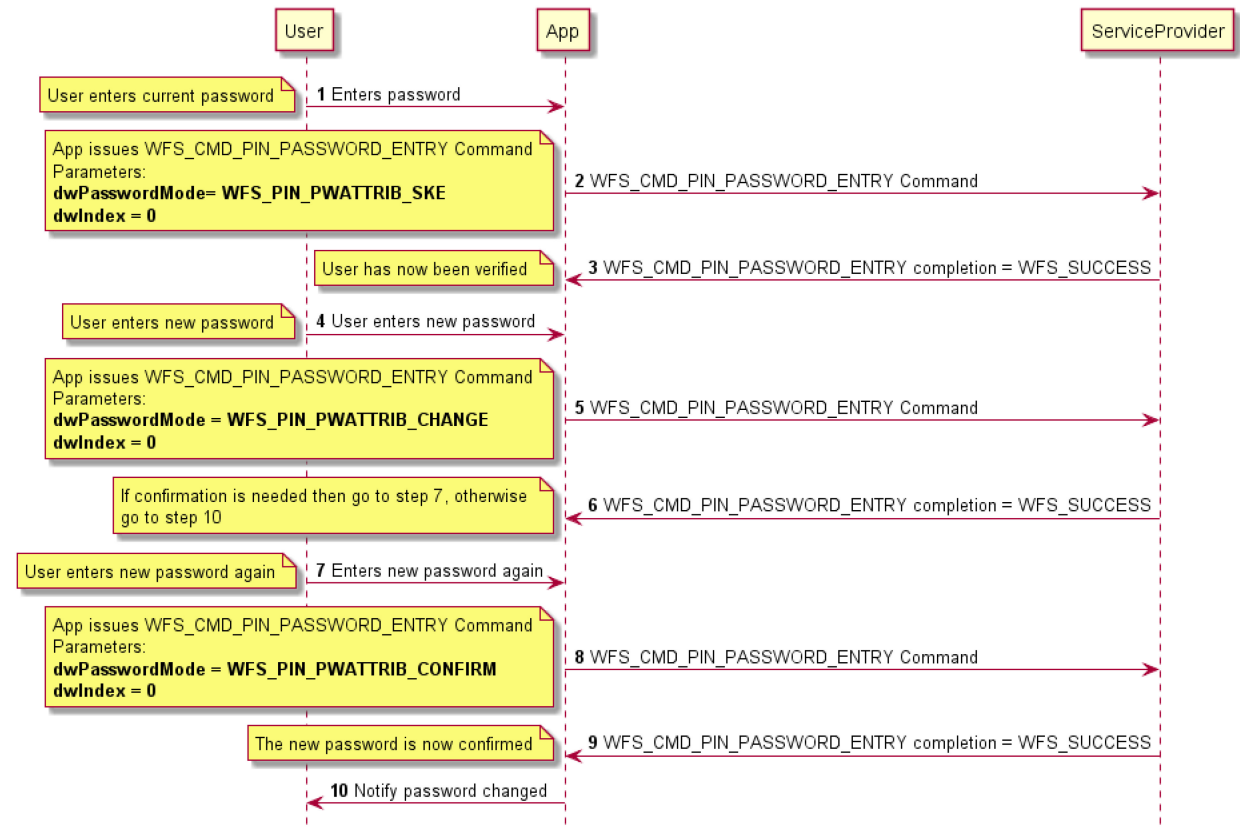 User
App
ServiceProvider
User enters current password
1 Enters password
App issues WFS_CMD_PIN_PASSWORD_ENTRY Command
Parameters:
dwPasswordMode= WFS_PIN_PWATTRIB_SKE
dwIndex = 0
2 WFS_CMD_PIN_PASSWORD_ENTRY Command
User has now been verified
3 WFS_CMD_PIN_PASSWORD_ENTRY completion = WFS_SUCCESS
User enters new password
4 User enters new password
App issues WFS_CMD_PIN_PASSWORD_ENTRY Command
Parameters:
dwPasswordMode = WFS_PIN_PWATTRIB_CHANGE
dwIndex = 0
5 WFS_CMD_PIN_PASSWORD_ENTRY Command
If confirmation is needed then go to step 7, otherwise
go to step 10
6 WFS_CMD_PIN_PASSWORD_ENTRY completion = WFS_SUCCESS
User enters new password again
7 Enters new password again
App issues WFS_CMD_PIN_PASSWORD_ENTRY Command
Parameters:
dwPasswordMode = WFS_PIN_PWATTRIB_CONFIRM
dwIndex = 0
8 WFS_CMD_PIN_PASSWORD_ENTRY Command
The new password is now confirmed
9 WFS_CMD_PIN_PASSWORD_ENTRY completion = WFS_SUCCESS
10 Notify password changed